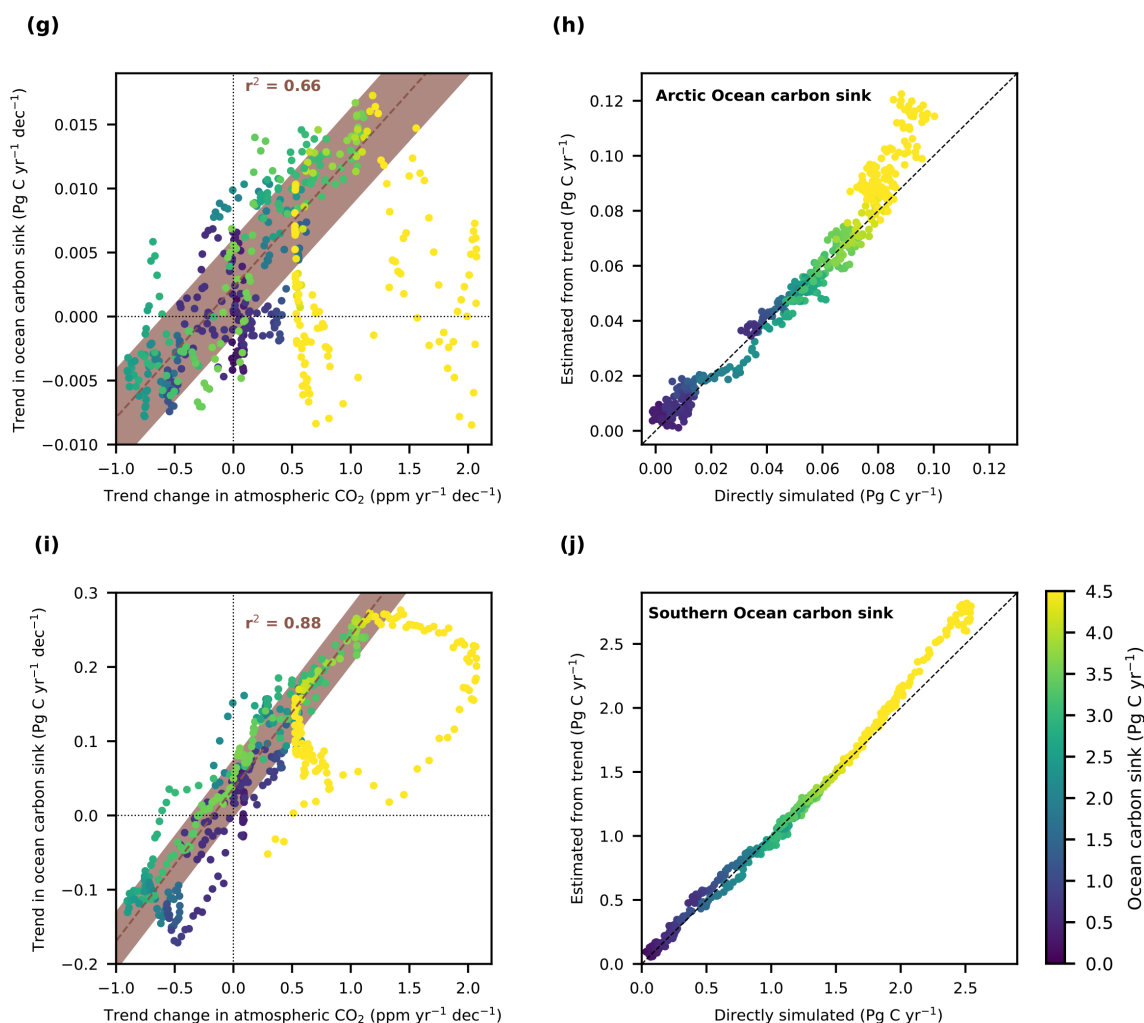 (g)
(h)
r² = 0.66
Trend in ocean carbon sink (Pg C yr⁻¹ dec⁻¹)
0.015
0.010
0.005
0.000
−0.005
−0.010
−1.0 −0.5 0.0 0.5 1.0 1.5 2.0
Trend change in atmospheric CO₂ (ppm yr⁻¹ dec⁻¹)
Arctic Ocean carbon sink
Estimated from trend (Pg C yr⁻¹)
0.12
0.10
0.08
0.06
0.04
0.02
0.00
0.00 0.02 0.04 0.06 0.08 0.10 0.12
Directly simulated (Pg C yr⁻¹)
(i)
(j)
r² = 0.88
Trend in ocean carbon sink (Pg C yr⁻¹ dec⁻¹)
0.3
0.2
0.1
0.0
−0.1
−0.2
−1.0 −0.5 0.0 0.5 1.0 1.5 2.0
Trend change in atmospheric CO₂ (ppm yr⁻¹ dec⁻¹)
Southern Ocean carbon sink
Estimated from trend (Pg C yr⁻¹)
2.5
2.0
1.5
1.0
0.5
0.0
0.0 0.5 1.0 1.5 2.0 2.5
Directly simulated (Pg C yr⁻¹)
4.5
4.0
3.5
3.0
2.5
2.0
1.5
1.0
0.5
0.0
Ocean carbon sink (Pg C yr⁻¹)